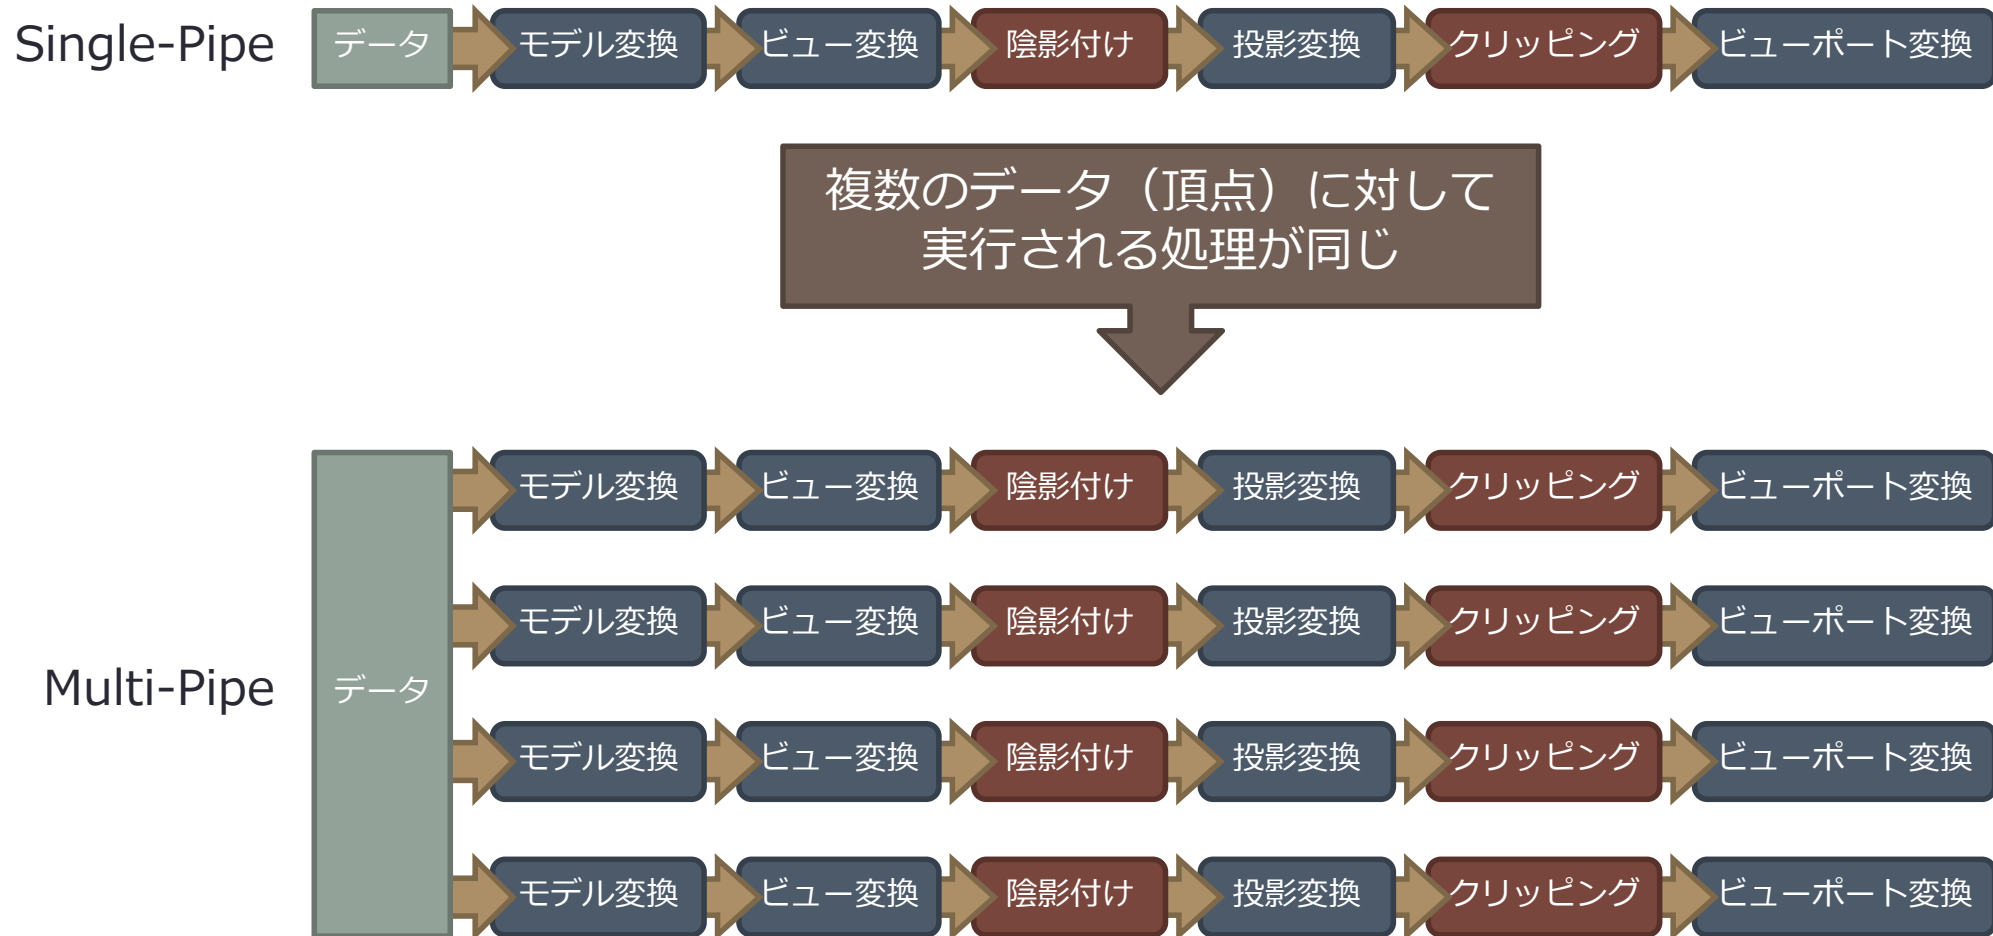 Single-Pipe
データ
モデル変換
ビュー変換
陰影付け
投影変換
クリッピング
ビューポート変換
複数のデータ（頂点）に対して
実行される処理が同じ
Multi-Pipe
データ
モデル変換
ビュー変換
陰影付け
投影変換
クリッピング
ビューポート変換
モデル変換
ビュー変換
陰影付け
投影変換
クリッピング
ビューポート変換
モデル変換
ビュー変換
陰影付け
投影変換
クリッピング
ビューポート変換
モデル変換
ビュー変換
陰影付け
投影変換
クリッピング
ビューポート変換